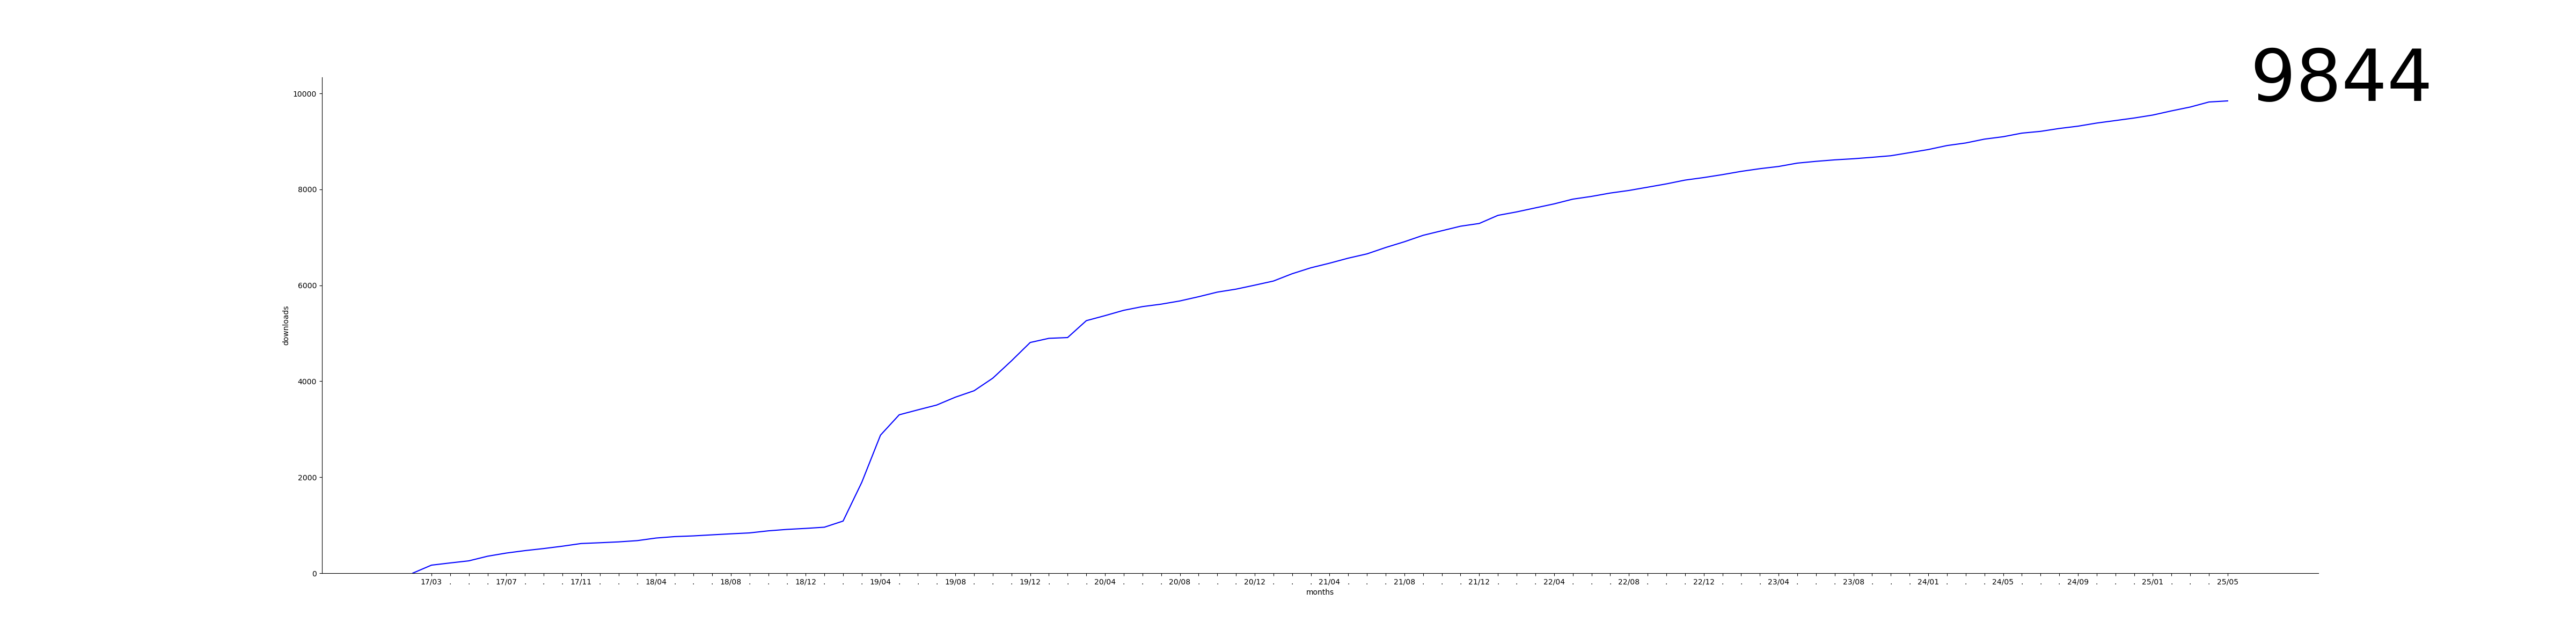 9844
10000
8000
6000
4000
2000
0
downloads
17/03 . . . 17/07 . . . 17/11 . . . 18/04 . . . 18/08 . . . 18/12 . . . 19/04 . . . 19/08 . . . 19/12 . . . 20/04 . . . 20/08 . . . 20/12 . . . 21/04 . . . 21/08 . . . 21/12 . . . 22/04 . . . 22/08 . . . 22/12 . . . 23/04 . . . 23/08 . . . 24/01 . . . 24/05 . . . 24/09 . . . 25/01 . . . 25/05
months